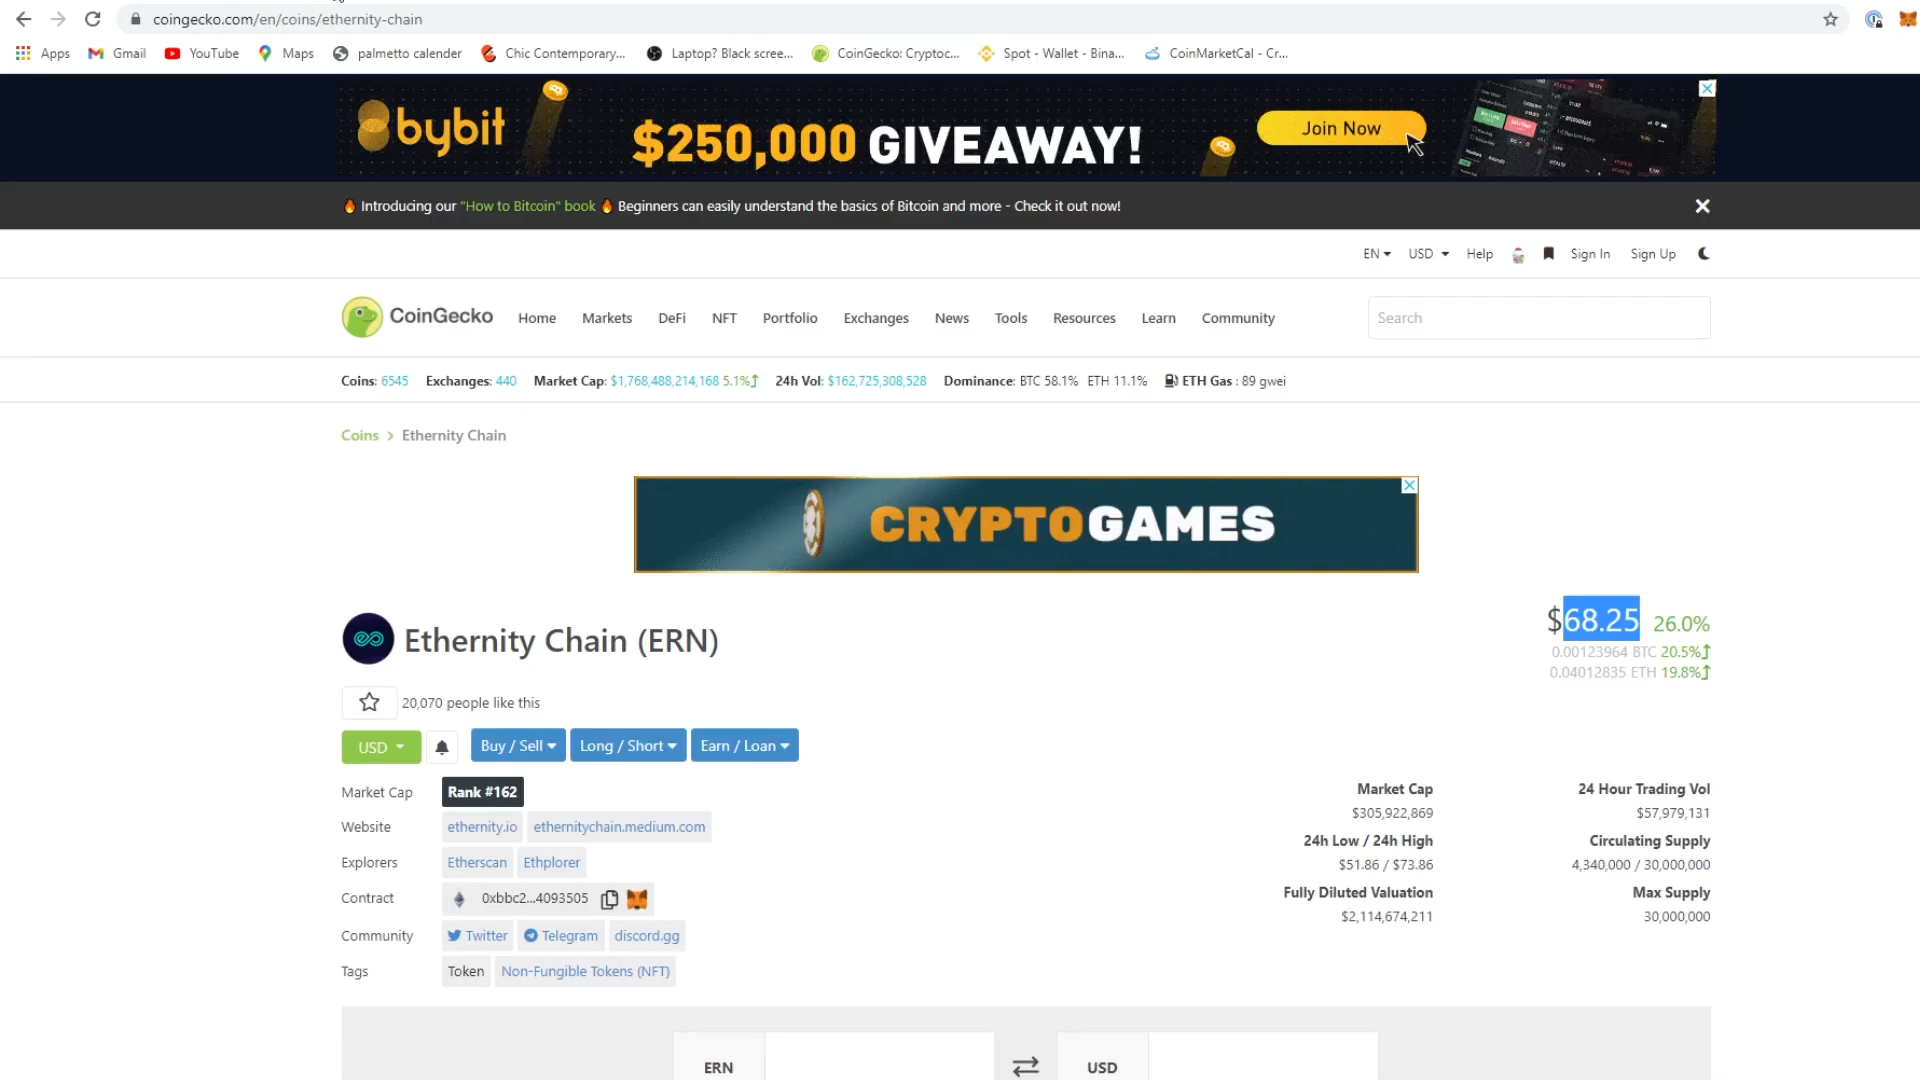 coingecko.com/en/coins/ethernity-chain
Apps Gmail YouTube Maps palmetto calender Chic Contemporary... Laptop? Black scree... CoinGecko: Cryptoc... Spot - Wallet - Bina... CoinMarketCal - Cr...
bybit $250,000 GIVEAWAY! Join Now
Introducing our "How to Bitcoin" book Beginners can easily understand the basics of Bitcoin and more - Check it out now!
EN USD Help Sign In Sign Up
CoinGecko Home Markets DeFi NFT Portfolio Exchanges News Tools Resources Learn Community Search
Coins: 6545 Exchanges: 440 Market Cap: $1,768,488,214,168 5.1% 24h Vol: $162,725,308,528 Dominance: BTC 58.1% ETH 11.1% ETH Gas : 89 gwei
Coins > Ethernity Chain
CRYPTOGAMES
Ethernity Chain (ERN)
$68.25 26.0%
0.00123964 BTC 20.5%
0.04012835 ETH 19.8%
20,070 people like this
USD Buy / Sell Long / Short Earn / Loan
Market Cap Rank #162
Website ethernity.io ethernitychain.medium.com
Explorers Etherscan Ethplorer
Contract 0xbbc2...4093505
Community Twitter Telegram discord.gg
Tags Token Non-Fungible Tokens (NFT)
Market Cap
$305,922,869
24h Low / 24h High
$51.86 / $73.86
Fully Diluted Valuation
$2,114,674,211
24 Hour Trading Vol
$57,979,131
Circulating Supply
4,340,000 / 30,000,000
Max Supply
30,000,000
ERN USD